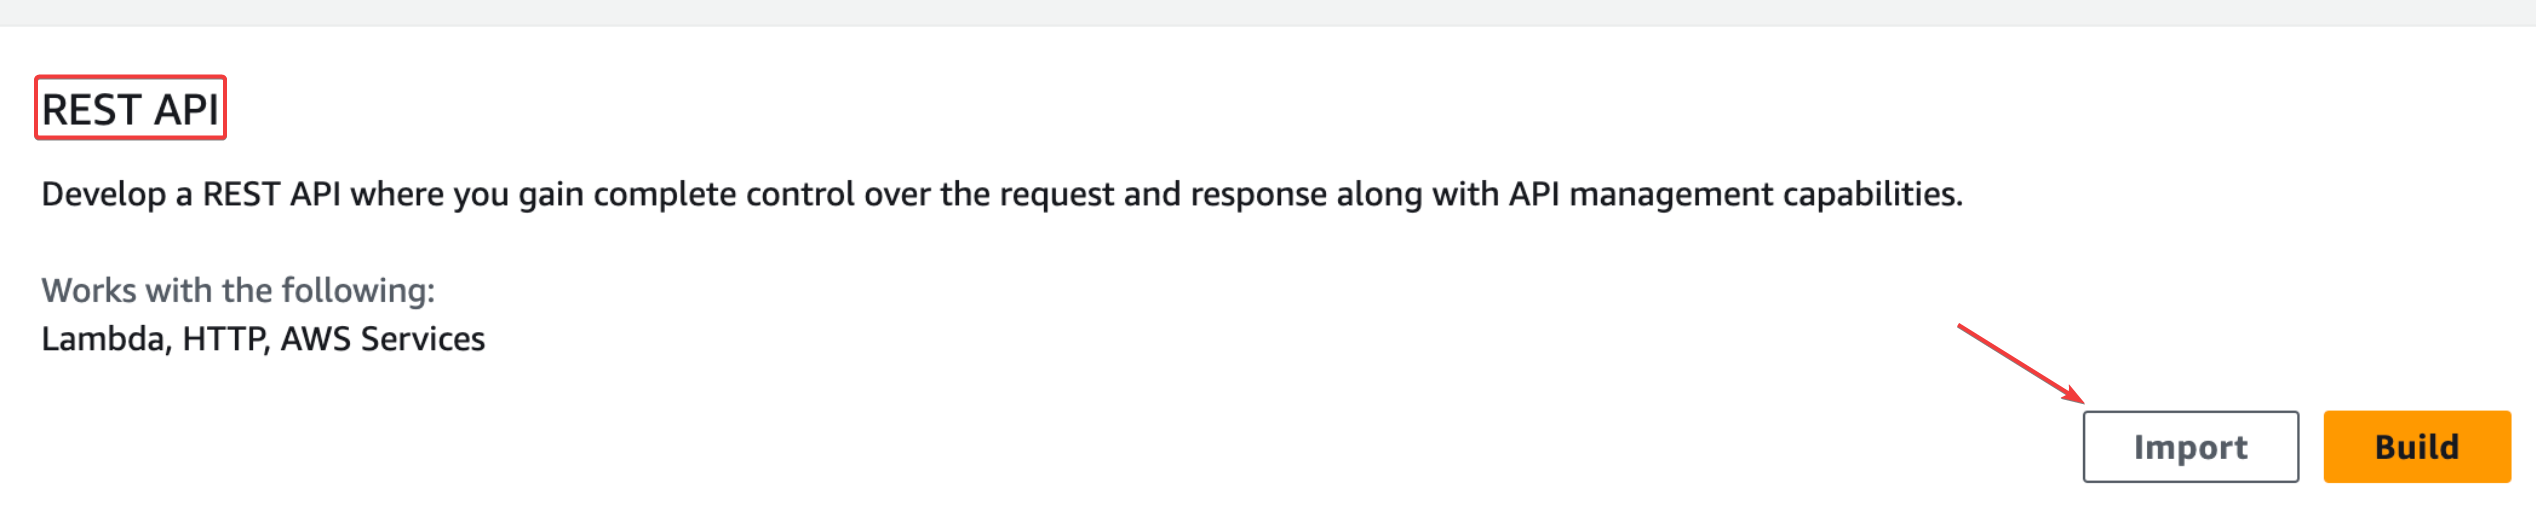 REST API
Develop a REST API where you gain complete control over the request and response along with API management capabilities.
Works with the following:
Lambda, HTTP, AWS Services
Import
Build